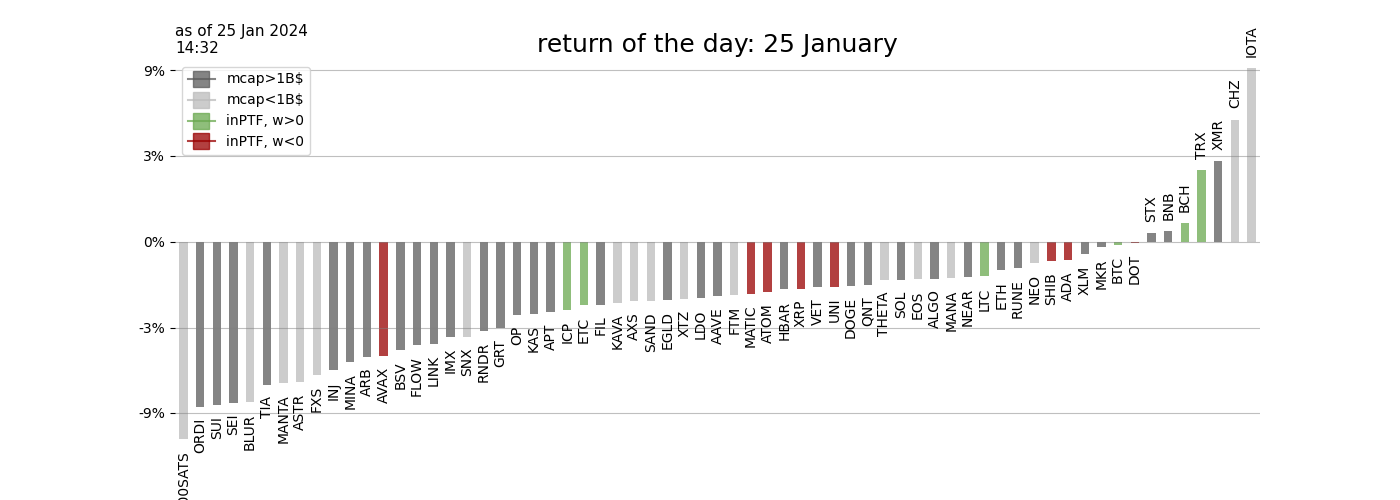 as of 25 Jan 2024
14:32
return of the day: 25 January
9%
3%
0%
-3%
-9%
mcap>1B$
mcap<1B$
inPTF, w>0
inPTF, w<0
ORDI
SUI
SEI
BLUR
TIA
MANTA
ASTR
FXS
INJ
MINA
ARB
AVAX
BSV
FLOW
LINK
IMX
SNX
RNDR
GRT
OP
KAS
APT
ICP
ETC
FIL
KAVA
AXS
SAND
EGLD
XTZ
LDO
AAVE
FTM
MATIC
ATOM
HBAR
XRP
VET
UNI
DOGE
QNT
THETA
SOL
EOS
ALGO
MANA
NEAR
LTC
ETH
RUNE
NEO
SHIB
ADA
XLM
MKR
BTC
DOT
STX
BNB
BCH
TRX
XMR
CHZ
IOTA